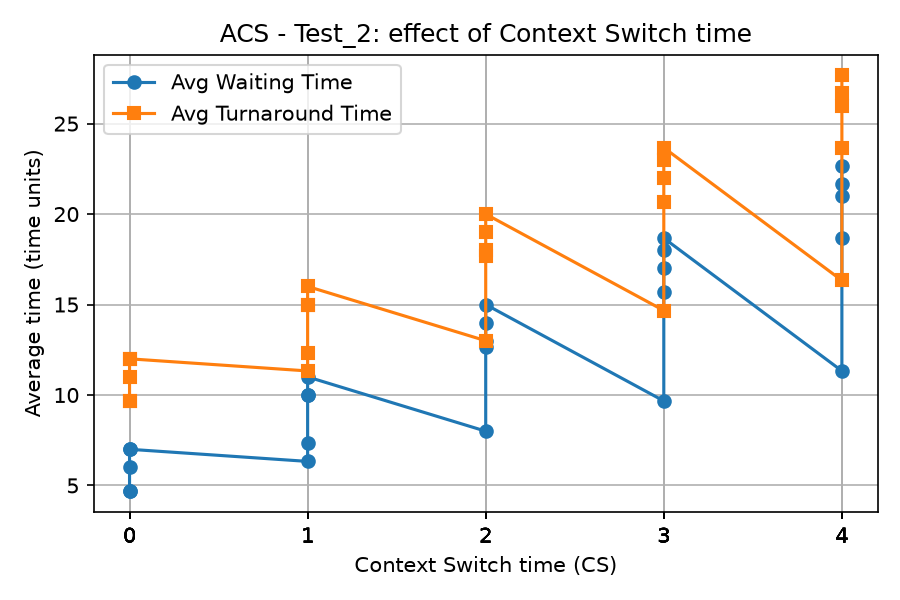 ACS - Test_2: effect of Context Switch time
Avg Waiting Time
Avg Turnaround Time
Average time (time units)
25
20
15
10
5
0 1 2 3 4
Context Switch time (CS)